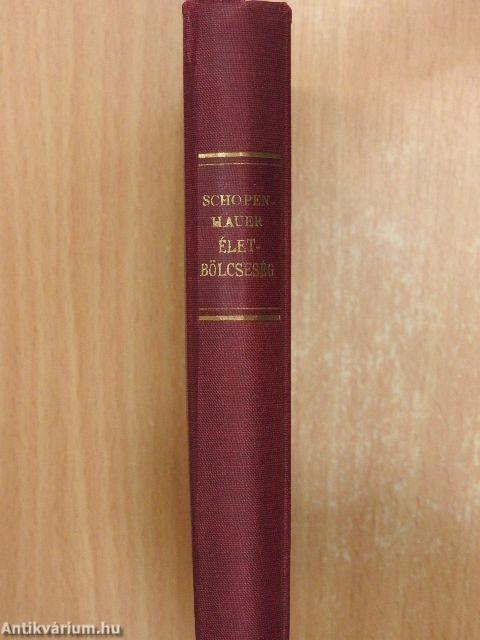 SCHOPEN-
HAUER
ÉLET-
BÖLCSESÉG
Antikvárium.hu